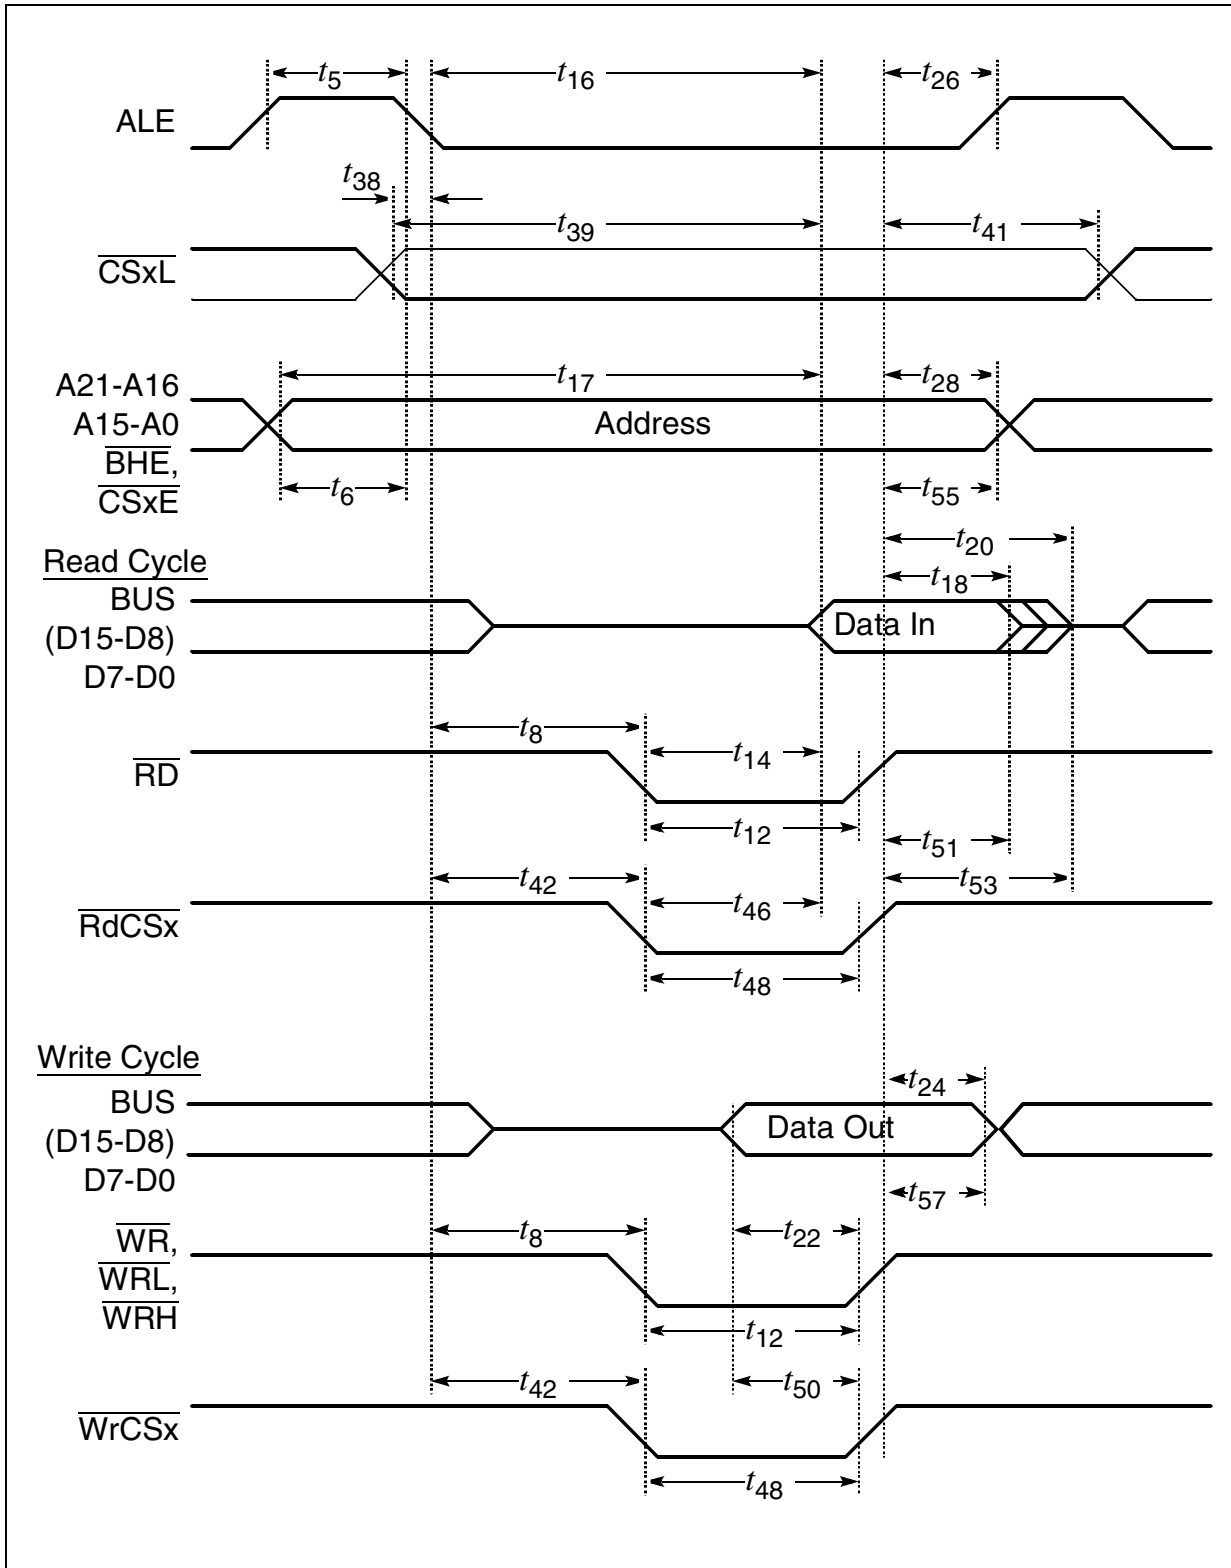 t5 t16 t26
ALE
t38
t39 t41
CSxL
t17 t28
A21-A16
A15-A0 Address
BHE,
CSxE
t6 t55
t20
Read Cycle
t18
BUS
(D15-D8) Data In
D7-D0
t8
t14
RD
t12
t51
t42 t53
t46
RdCSx
t48
Write Cycle
t24
BUS
(D15-D8) Data Out
D7-D0
t57
t8 t22
WR,
WRL,
WRH
t12
t42 t50
WrCSx
t48